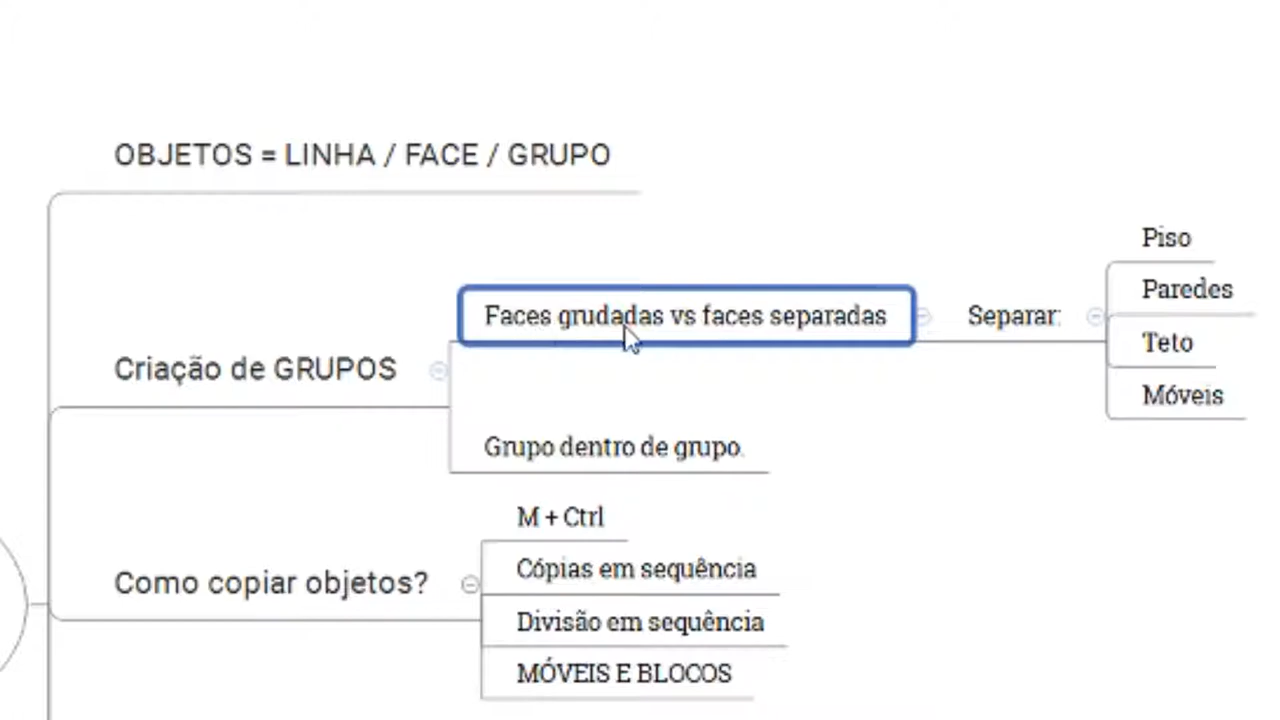 OBJETOS = LINHA / FACE / GRUPO
Criação de GRUPOS
Faces grudadas vs faces separadas
Separar:
Piso
Paredes
Teto
Móveis
Grupo dentro de grupo.
Como copiar objetos?
M + Ctrl
Cópias em sequência
Divisão em sequência
MÓVEIS E BLOCOS